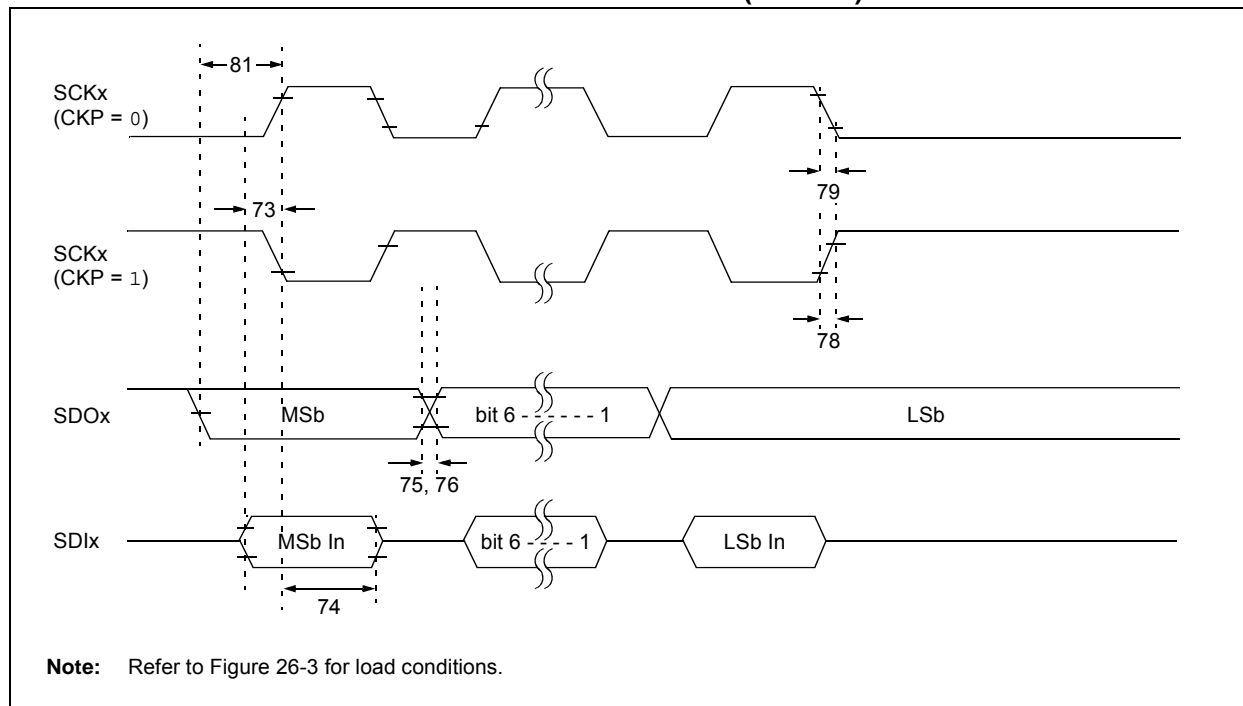 81
SCKx
(CKP = 0)
79
73
SCKx
(CKP = 1)
78
SDOx
MSb
bit 6 - - - - - - 1
LSb
75, 76
SDIx
MSb In
bit 6 - - - - - 1
LSb In
74
Note: Refer to Figure 26-3 for load conditions.